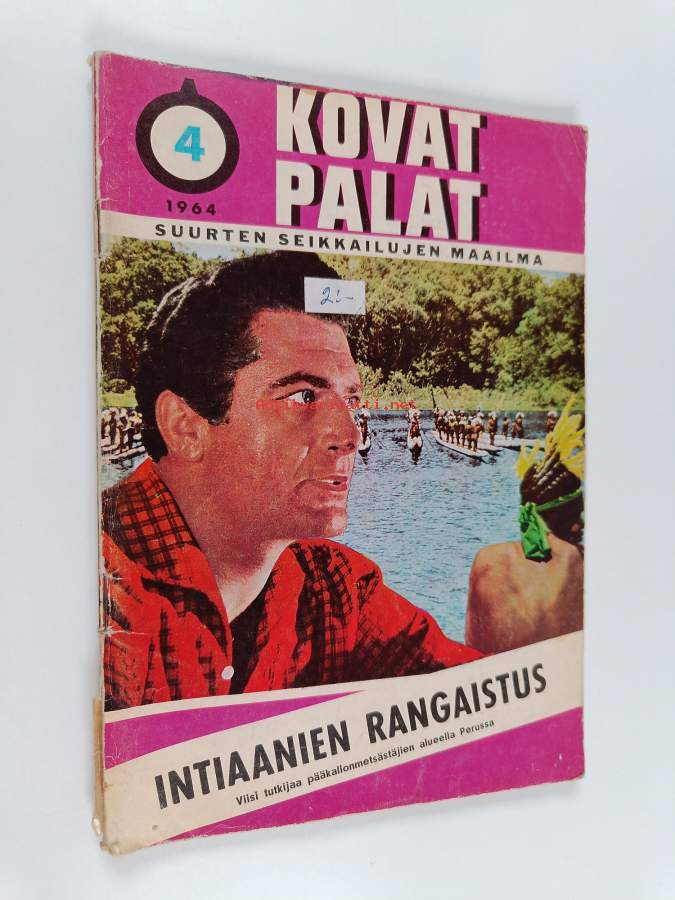 4
1964
KOVAT
PALAT
SUURTEN SEIKKAILUJEN MAAILMA
2:-
INTIAANIEN RANGAISTUS
Viisi tutkijaa pääkallonmetsästäjien alueella Perussa